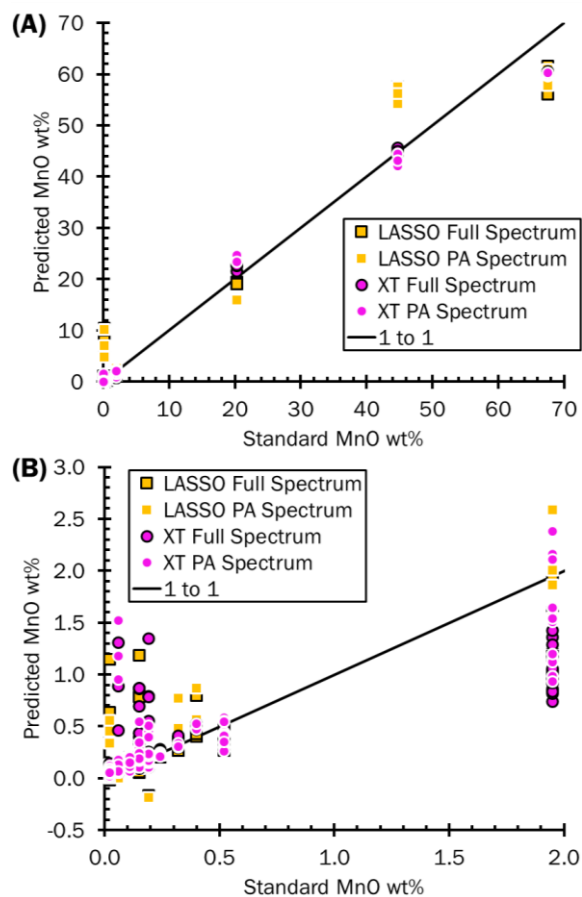 (A)
70
60
50
40
30
20
10
0
Predicted MnO wt%
LASSO Full Spectrum
LASSO PA Spectrum
XT Full Spectrum
XT PA Spectrum
1 to 1
0 10 20 30 40 50 60 70
Standard MnO wt%
(B)
3.0
2.5
2.0
1.5
1.0
0.5
0.0
-0.5
Predicted MnO wt%
LASSO Full Spectrum
LASSO PA Spectrum
XT Full Spectrum
XT PA Spectrum
1 to 1
0.0 0.5 1.0 1.5 2.0
Standard MnO wt%